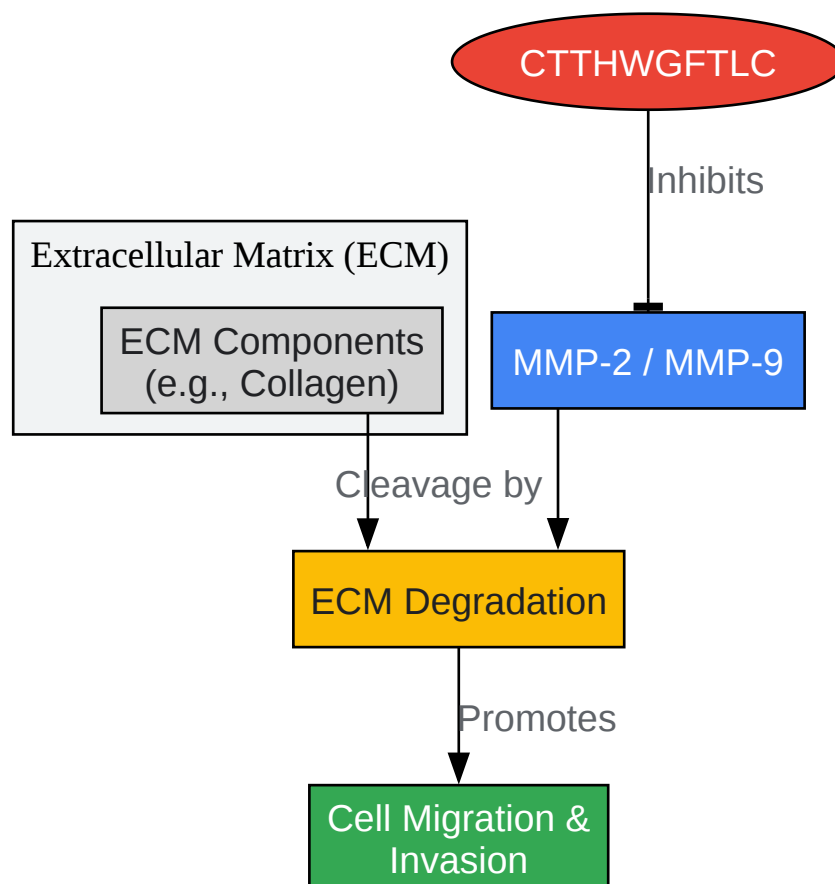 CTTHWGFTLC
Inhibits
Extracellular Matrix (ECM)
ECM Components
(e.g., Collagen)
MMP-2 / MMP-9
Cleavage by
ECM Degradation
Promotes
Cell Migration &
Invasion